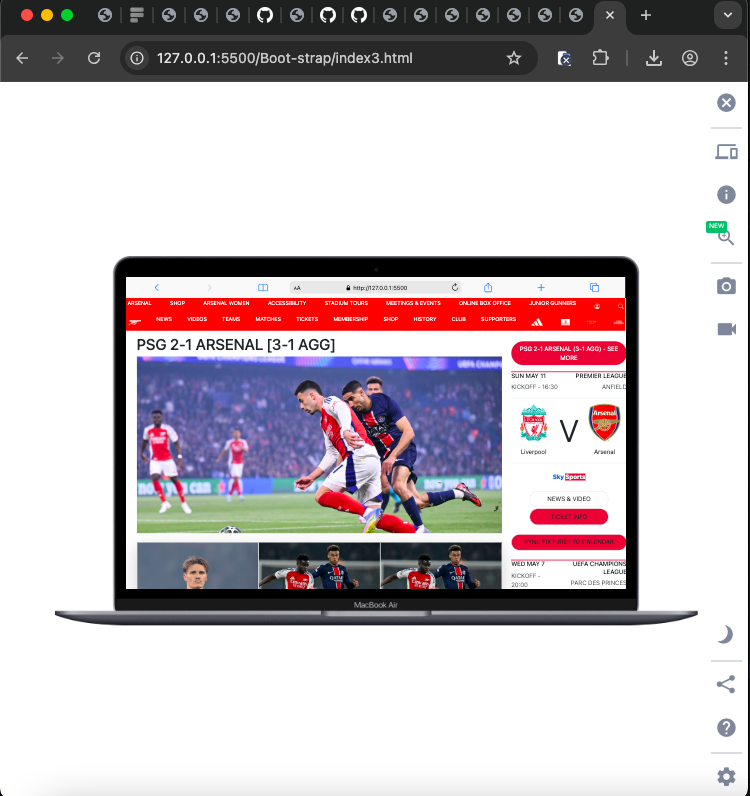 127.0.0.1:5500/Boot-strap/index3.html
NEW
AA http://127.0.0.1:5500
ARSENAL SHOP ARSENAL WOMEN ACCESSIBILITY STADIUM TOURS MEETINGS & EVENTS ONLINE BOX OFFICE JUNIOR GUNNERS
NEWS VIDEOS TEAMS MATCHES TICKETS MEMBERSHIP SHOP HISTORY CLUB SUPPORTERS
PSG 2-1 ARSENAL [3-1 AGG]
PSG 2-1 ARSENAL (3-1 AGG) - SEE
MORE
SUN MAY 11 PREMIER LEAGUE
KICKOFF - 16:30 ANFIELD
Arsenal
V
Liverpool Arsenal
Sky Sports
NEWS & VIDEO
TICKET INFO
SYNC FIXTURES TO CALENDAR
WED MAY 7 UEFA CHAMPIONS
LEAGUE
KICKOFF -
20:00
PARC DES PRINCES
MacBook Air